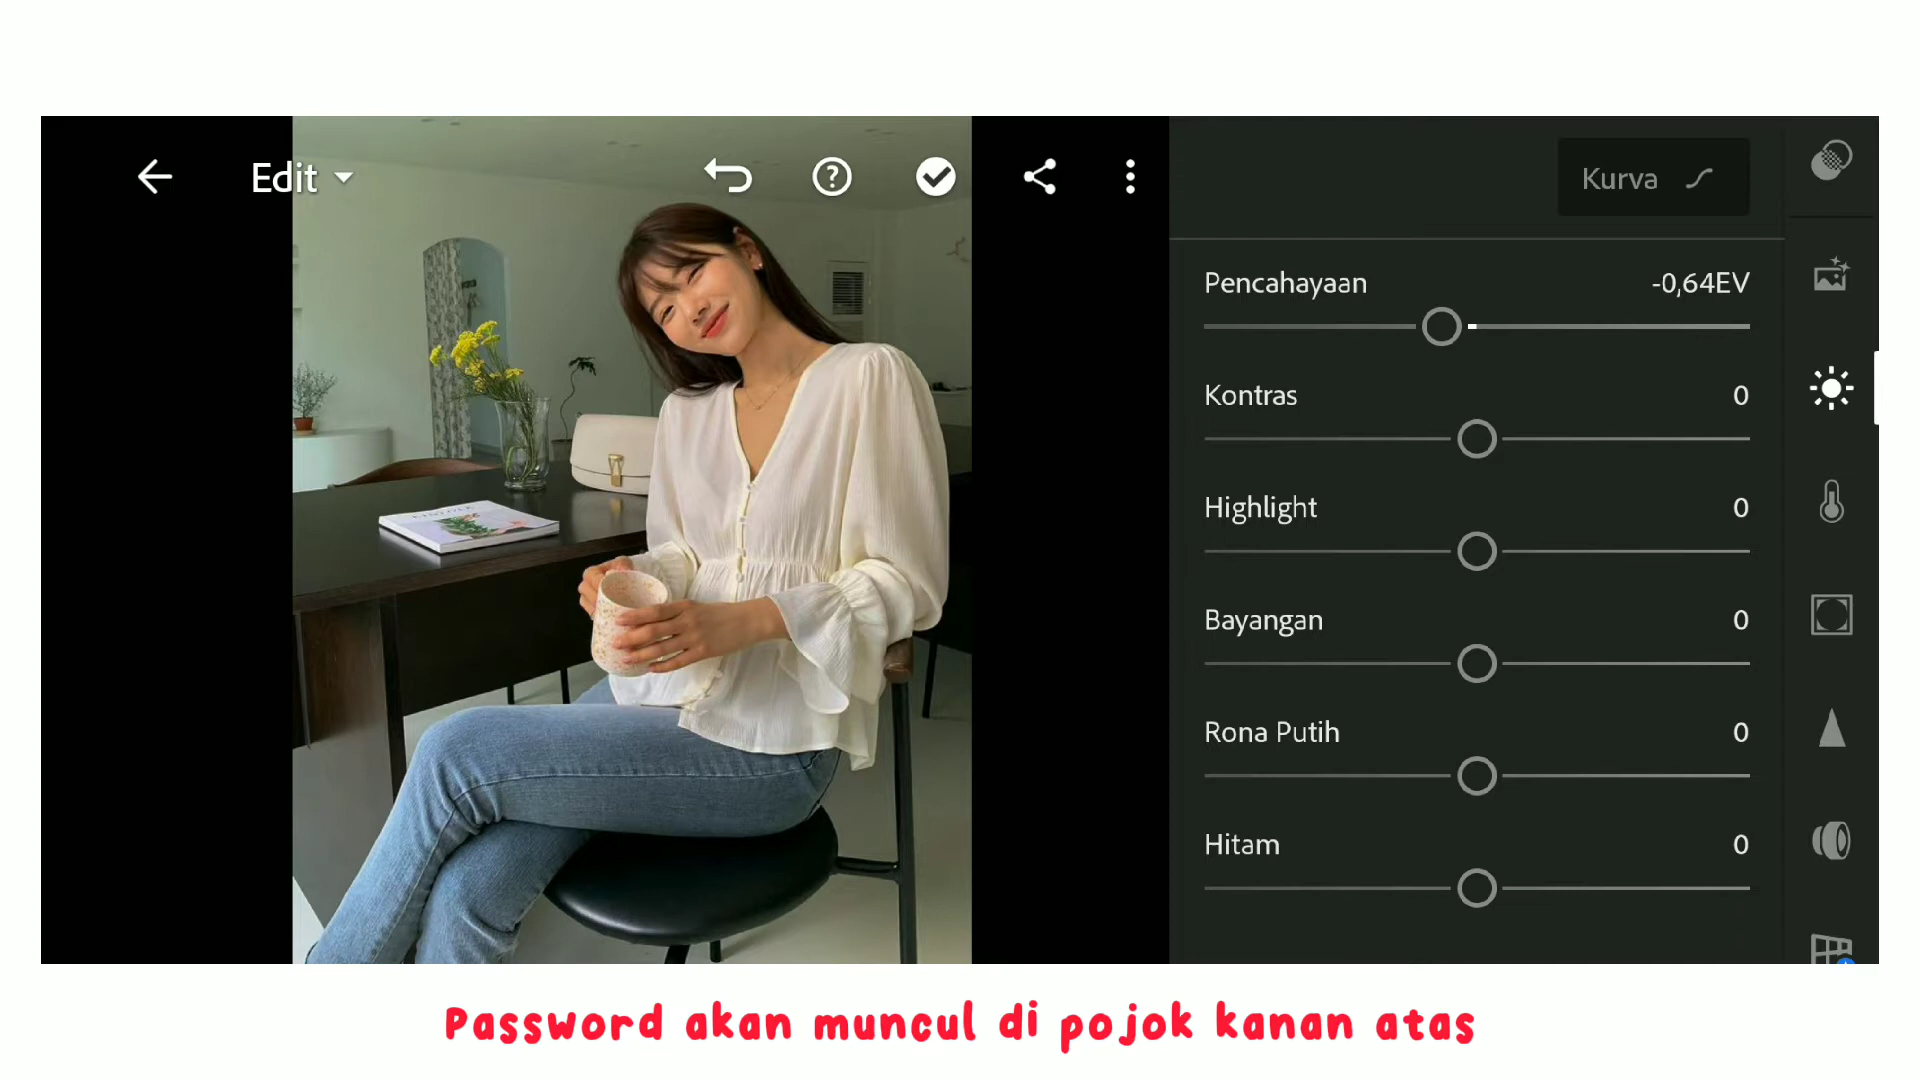 Edit
Kurva
Pencahayaan -0,64EV
Kontras 0
Highlight 0
Bayangan 0
Rona Putih 0
Hitam 0
Password akan muncul di pojok kanan atas